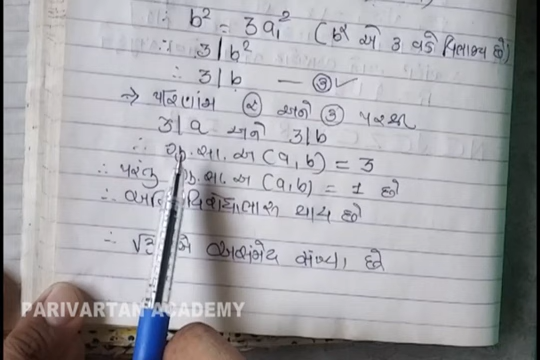 ∴ b² = 3a₁² (b² એ 3 વડે વિભાજ્ય છે)
∴ 3|b²
∴ 3|b — ③✓
⇒ પરિણામ ② અને ③ પરથી
3|a અને 3|b
∴ ગુ.સા.અ (a,b) = 3
∴ પરંતુ ગુ.સા.અ (a,b) = 1 છે
થાય છે
∴ √3 એ અસંમેય સંખ્યા છે
PARIVARTAN ACADEMY